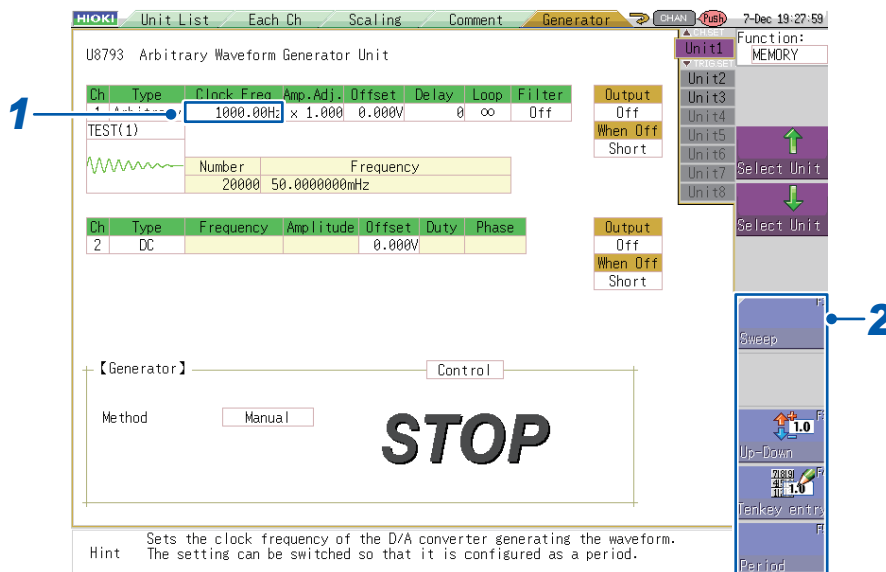 HIOKI Unit List Each Ch Scaling Comment Generator CHAN Push 7-Dec 19:27:59
U8793 Arbitrary Waveform Generator Unit
CH.SET
Unit1
TRIG.SET
Unit2
Unit3
Unit4
Unit5
Unit6
Unit7
Unit8
Function:
MEMORY
Select Unit
Select Unit
1
Ch Type Clock Freq Amp.Adj. Offset Delay Loop Filter
1 1000.00Hz x 1.000 0.000V 0 ∞ Off
TEST(1)
Number Frequency
20000 50.0000000mHz
Output
Off
When Off
Short
Ch Type Frequency Amplitude Offset Duty Phase
2 DC 0.000V
Output
Off
When Off
Short
2
Sweep
1.0
Up-Down
1.0
Tenkey entry
Period
【Generator】 Control
Method Manual
STOP
Hint Sets the clock frequency of the D/A converter generating the waveform.
The setting can be switched so that it is configured as a period.